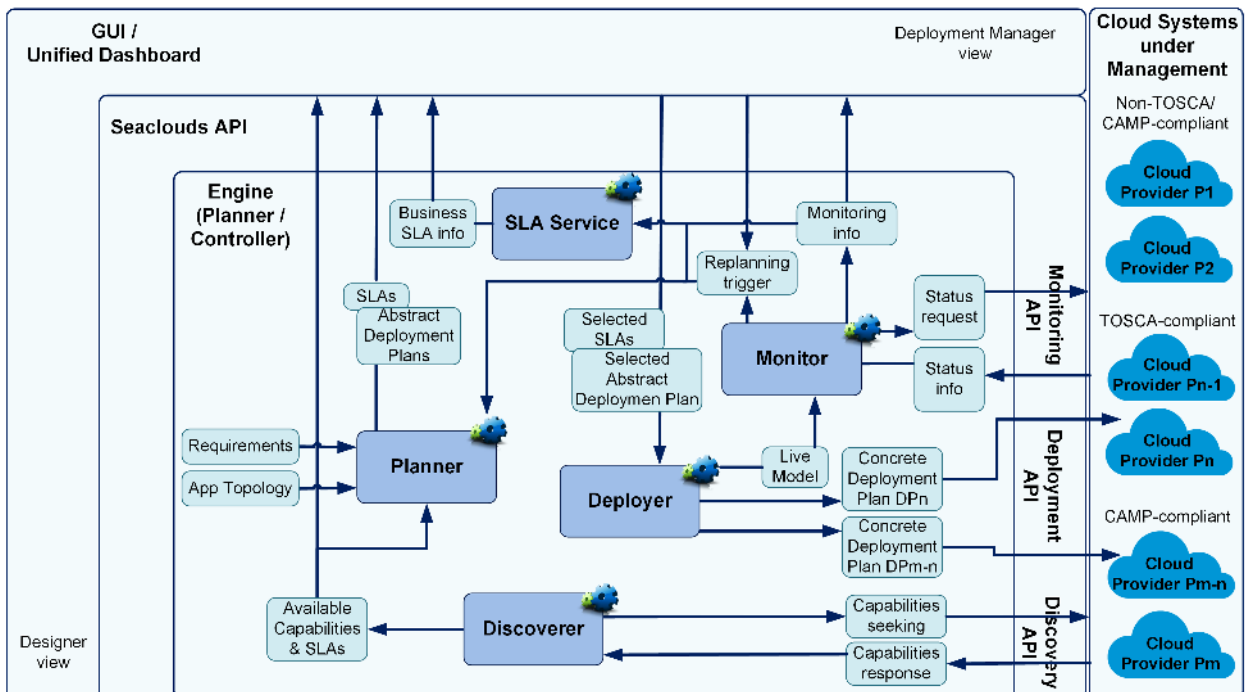 GUI /
Unified Dashboard
Deployment Manager
view
Cloud Systems
under
Management
Non-TOSCA/
CAMP-compliant
Cloud
Provider P1
Cloud
Provider P2
TOSCA-compliant
Cloud
Provider Pn-1
Cloud
Provider Pn
CAMP-compliant
Cloud
Provider Pm-n
Cloud
Provider Pm
Seaclouds API
Engine
(Planner /
Controller)
Business
SLA info
SLA Service
Monitoring
info
Replanning
trigger
Status
request
Monitoring
API
SLAs
Abstract
Deployment
Plans
Selected
SLAs
Selected
Abstract
Deploymen Plan
Monitor
Status
info
Requirements
App Topology
Planner
Deployer
Live
Model
Concrete
Deployment
Plan DPn
Concrete
Deployment
Plan DPm-n
Deployment
API
Available
Capabilities
& SLAs
Discoverer
Capabilities
seeking
Capabilities
response
Discovery
API
Designer
view